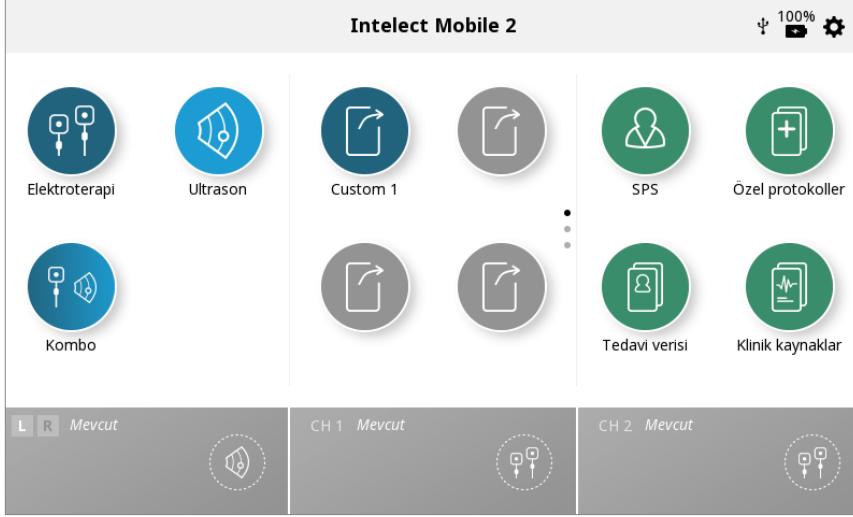 Intelect Mobile 2
100%
Elektroterapi
Ultrason
Custom 1
SPS
Özel protokoller
Kombo
Tedavi verisi
Klinik kaynaklar
L R Mevcut
CH 1 Mevcut
CH 2 Mevcut